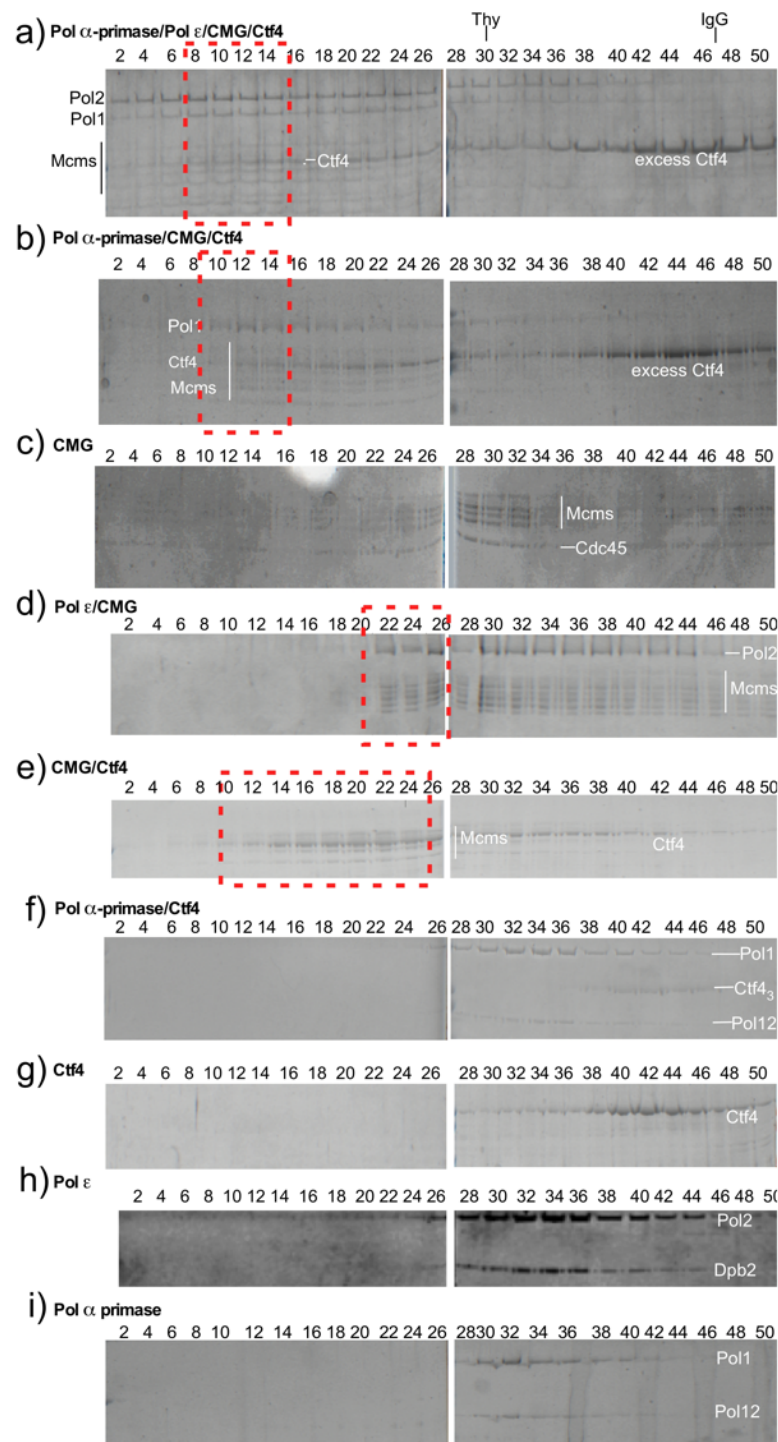 Thy IgG
a) Pol α-primase/Pol ε/CMG/Ctf4
2 4 6 8 10 12 14 16 18 20 22 24 26 28 30 32 34 36 38 40 42 44 46 48 50
Pol2
Pol1
Mcms
Ctf4
excess Ctf4
b) Pol α-primase/CMG/Ctf4
2 4 6 8 10 12 14 16 18 20 22 24 26 28 30 32 34 36 38 40 42 44 46 48 50
Pol1
Ctf4
Mcms
excess Ctf4
c) CMG
2 4 6 8 10 12 14 16 18 20 22 24 26 28 30 32 34 36 38 40 42 44 46 48 50
Mcms
Cdc45
d) Pol ε/CMG
2 4 6 8 10 12 14 16 18 20 22 24 26 28 30 32 34 36 38 40 42 44 46 48 50
Pol2
Mcms
e) CMG/Ctf4
2 4 6 8 10 12 14 16 18 20 22 24 26 28 30 32 34 36 38 40 42 44 46 48 50
Mcms
Ctf4
f) Pol α-primase/Ctf4
2 4 6 8 10 12 14 16 18 20 22 24 26 28 30 32 34 36 38 40 42 44 46 48 50
Pol1
Ctf4₃
Pol12
g) Ctf4
2 4 6 8 10 12 14 16 18 20 22 24 26 28 30 32 34 36 38 40 42 44 46 48 50
Ctf4
h) Pol ε
2 4 6 8 10 12 14 16 18 20 22 24 26 28 30 32 34 36 38 40 42 44 46 48 50
Pol2
Dpb2
i) Pol α primase
2 4 6 8 10 12 14 16 18 20 22 24 26 28 30 32 34 36 38 40 42 44 46 48 50
Pol1
Pol12